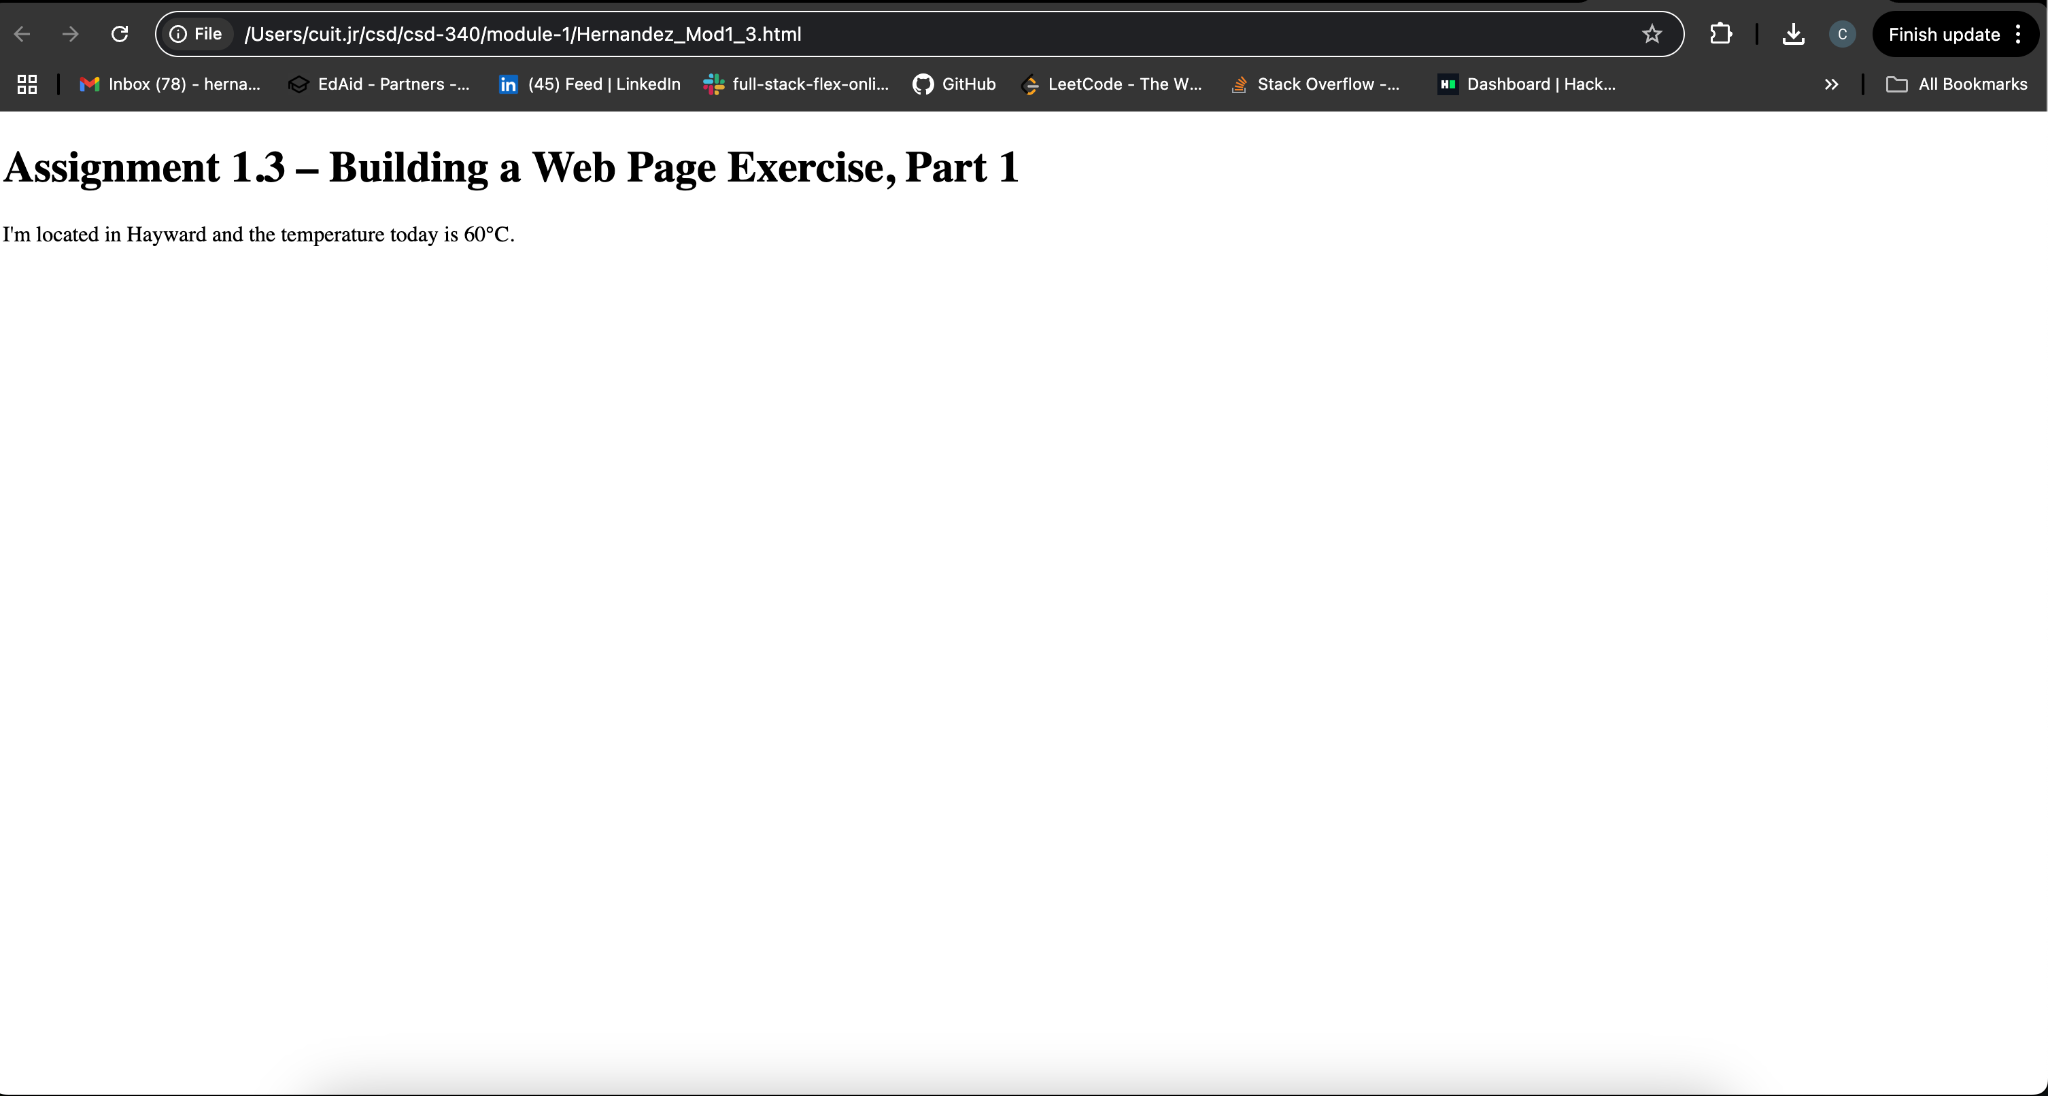 File /Users/cuit.jr/csd/csd-340/module-1/Hernandez_Mod1_3.html C Finish update
Inbox (78) - herna... EdAid - Partners -... in (45) Feed | LinkedIn full-stack-flex-onli... GitHub LeetCode - The W... Stack Overflow -... H Dashboard | Hack... All Bookmarks
Assignment 1.3 – Building a Web Page Exercise, Part 1
I'm located in Hayward and the temperature today is 60°C.